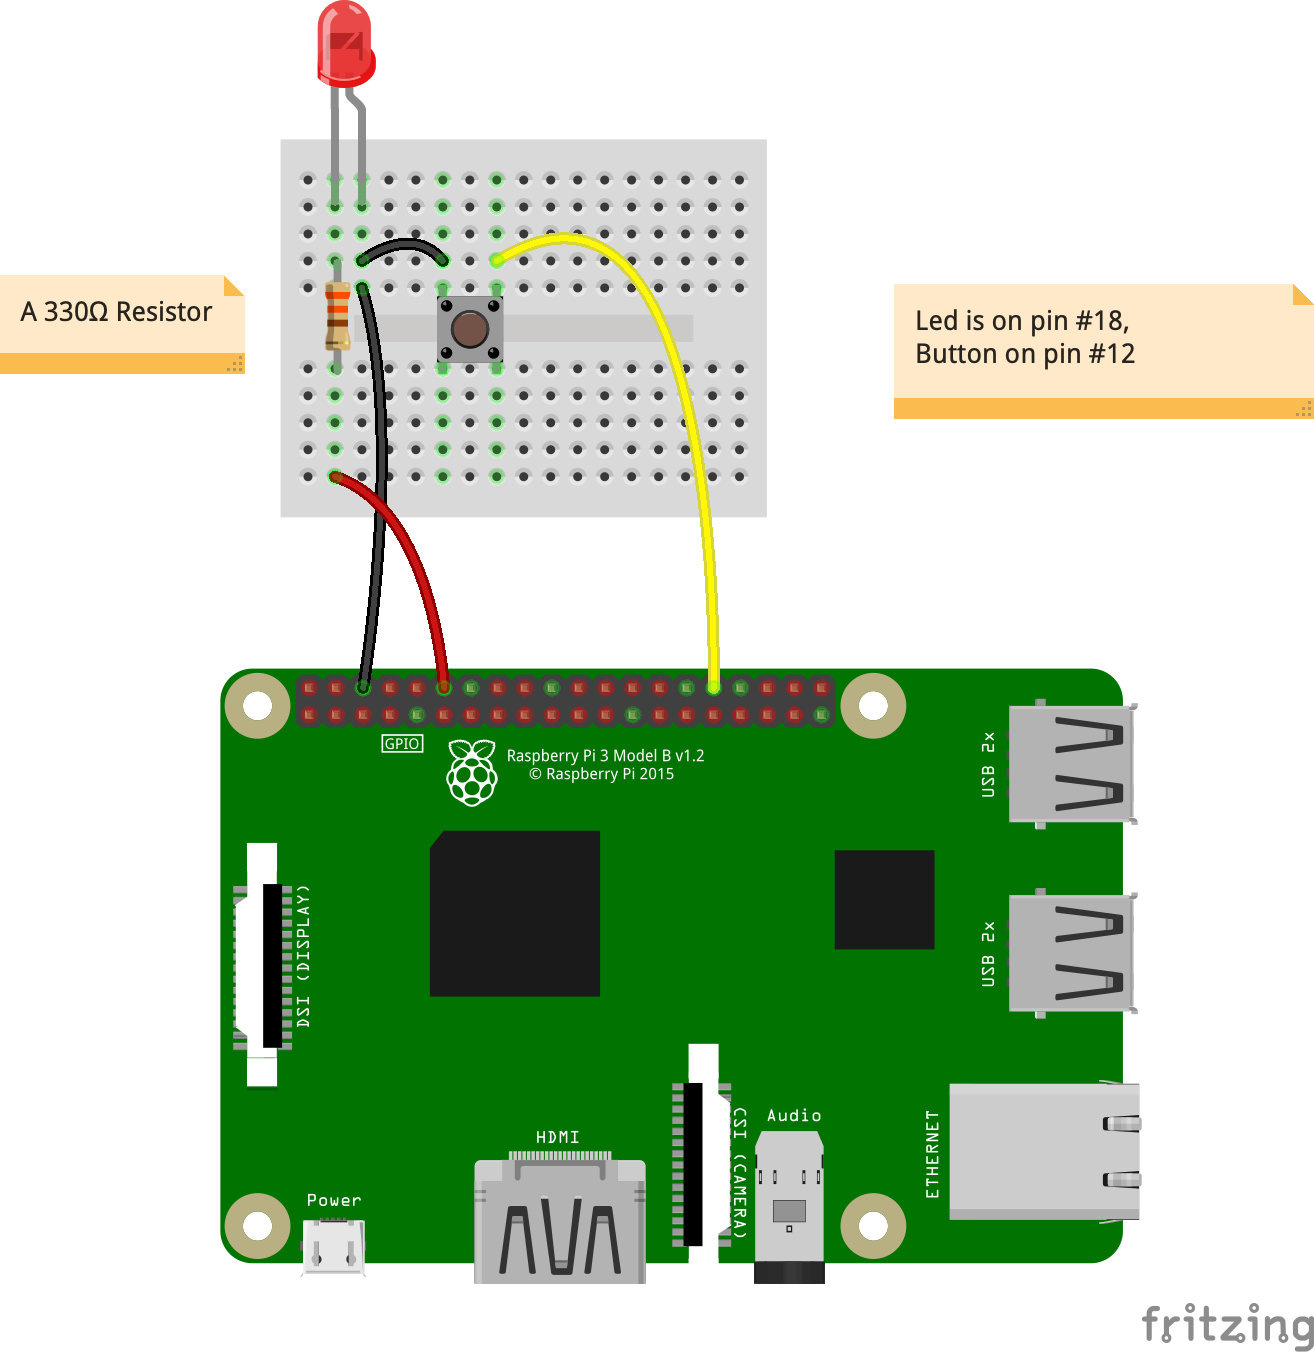 A 330Ω Resistor
Led is on pin #18,
Button on pin #12
GPIO
Raspberry Pi 3 Model B v1.2
© Raspberry Pi 2015
USB 2x
DSI (DISPLAY)
USB 2x
HDMI
CSI (CAMERA)
Audio
ETHERNET
Power
fritzing